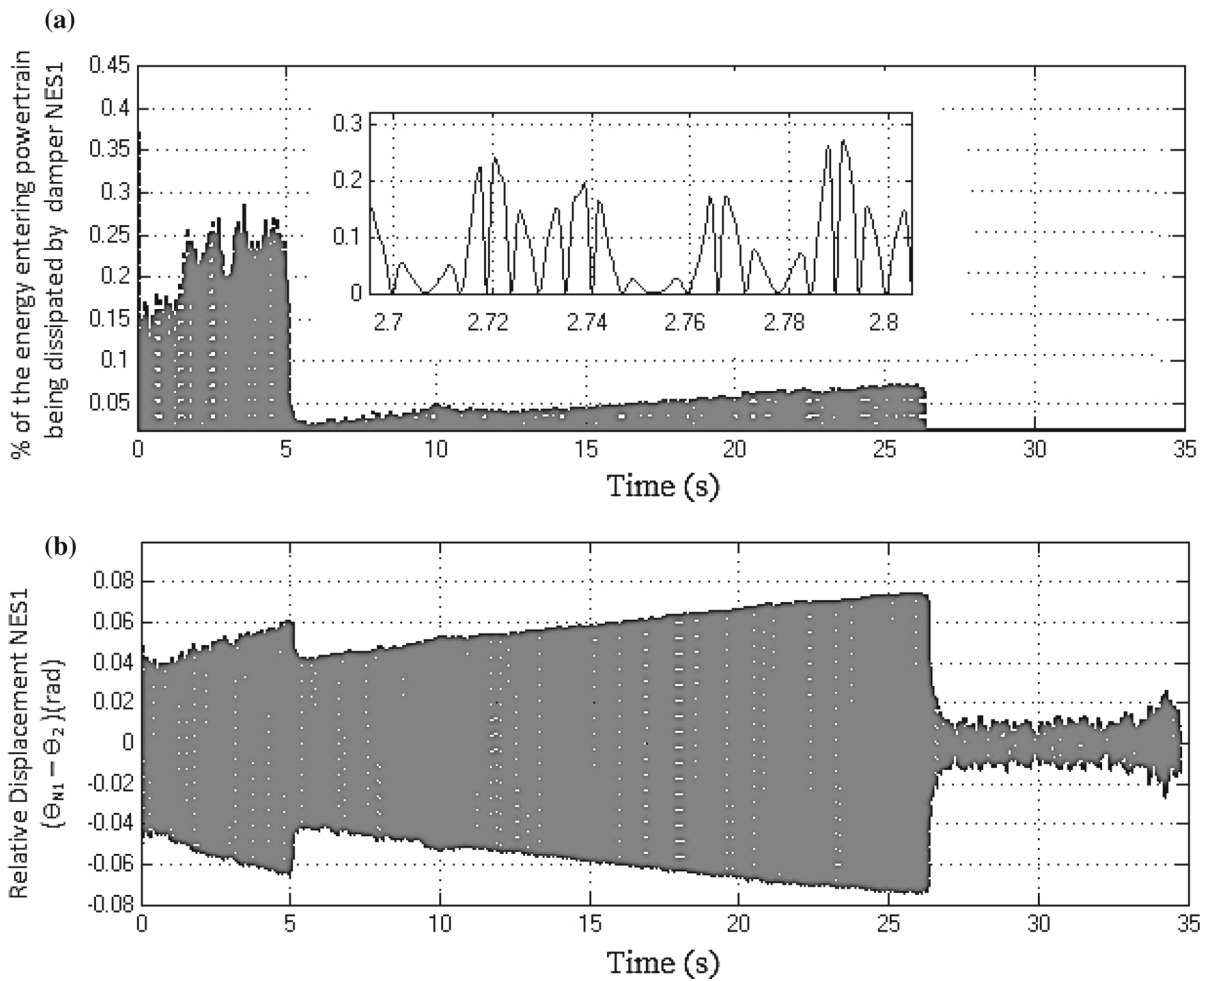 (a)
% of the energy entering powertrain
being dissipated by damper NES1
0.45
0.4
0.35
0.3
0.25
0.2
0.15
0.1
0.05
0.3
0.2
0.1
0
2.7 2.72 2.74 2.76 2.78 2.8
0 5 10 15 20 25 30 35
Time (s)
(b)
Relative Displacement NES1
(ΘN1 − Θ2)(rad)
0.08
0.06
0.04
0.02
0
-0.02
-0.04
-0.06
-0.08
0 5 10 15 20 25 30 35
Time (s)